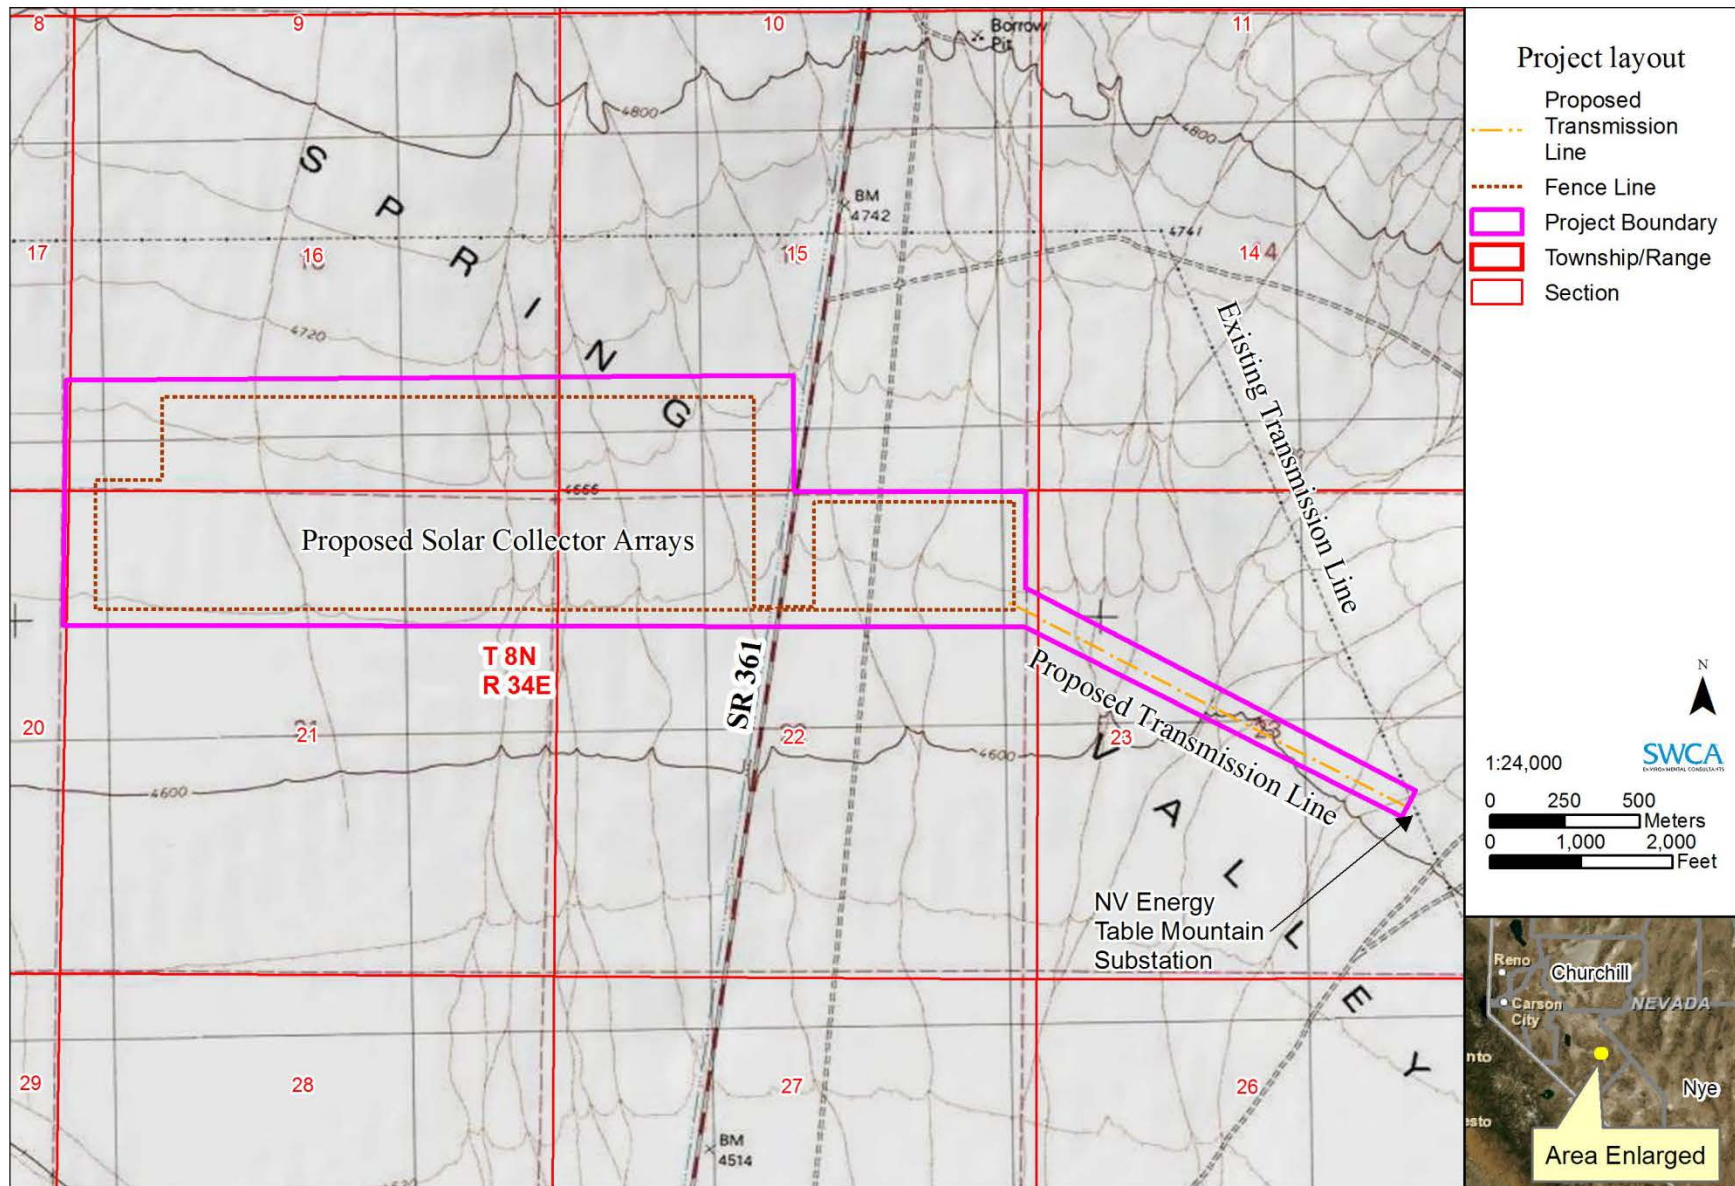 8
9
10
11
Borrow
Pit
4800
4800
S P R I N G
BM
4742
4741
17
16
15
14
4720
Existing Transmission Line
4666
Proposed Solar Collector Arrays
T 8N
R 34E
SR 361
Proposed Transmission Line
20
21
22
23
4600
4600
V A L L E Y
NV Energy
Table Mountain
Substation
29
28
27
26
BM
4514
Project layout
Proposed
Transmission
Line
Fence Line
Project Boundary
Township/Range
Section
N
1:24,000
SWCA
ENVIRONMENTAL CONSULTANTS
0 250 500
Meters
0 1,000 2,000
Feet
Reno
Churchill
Carson
City
NEVADA
nto
Nye
esto
Area Enlarged